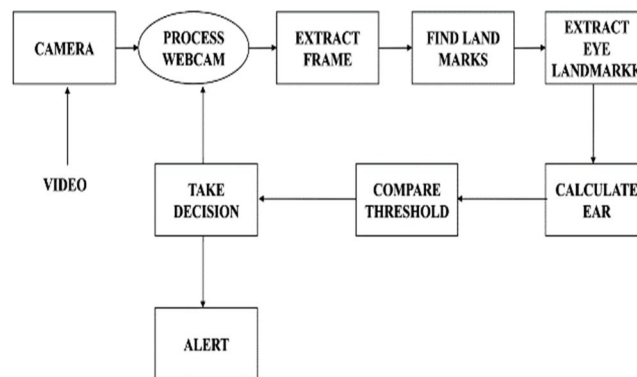 CAMERA
PROCESS
WEBCAM
EXTRACT
FRAME
FIND LAND
MARKS
EXTRACT
EYE
LANDMARKK
VIDEO
TAKE
DECISION
COMPARE
THRESHOLD
CALCULATE
EAR
ALERT